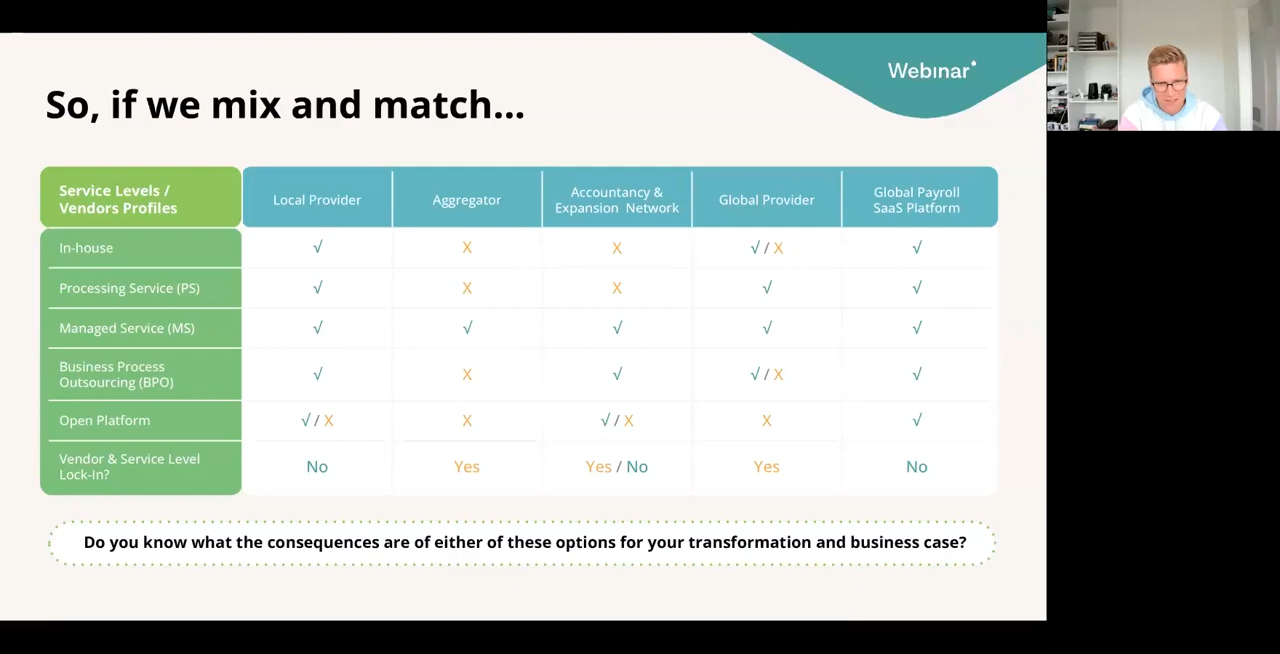 Webinar
So, if we mix and match...
Service Levels /
Vendors Profiles
Local Provider
Aggregator
Accountancy &
Expansion Network
Global Provider
Global Payroll
SaaS Platform
In-house √ X X √ / X √
Processing Service (PS) √ X X √ √
Managed Service (MS) √ √ √ √ √
Business Process
Outsourcing (BPO) √ X √ √ / X √
Open Platform √ / X X √ / X X √
Vendor & Service Level
Lock-In? No Yes Yes / No Yes No
Do you know what the consequences are of either of these options for your transformation and business case?